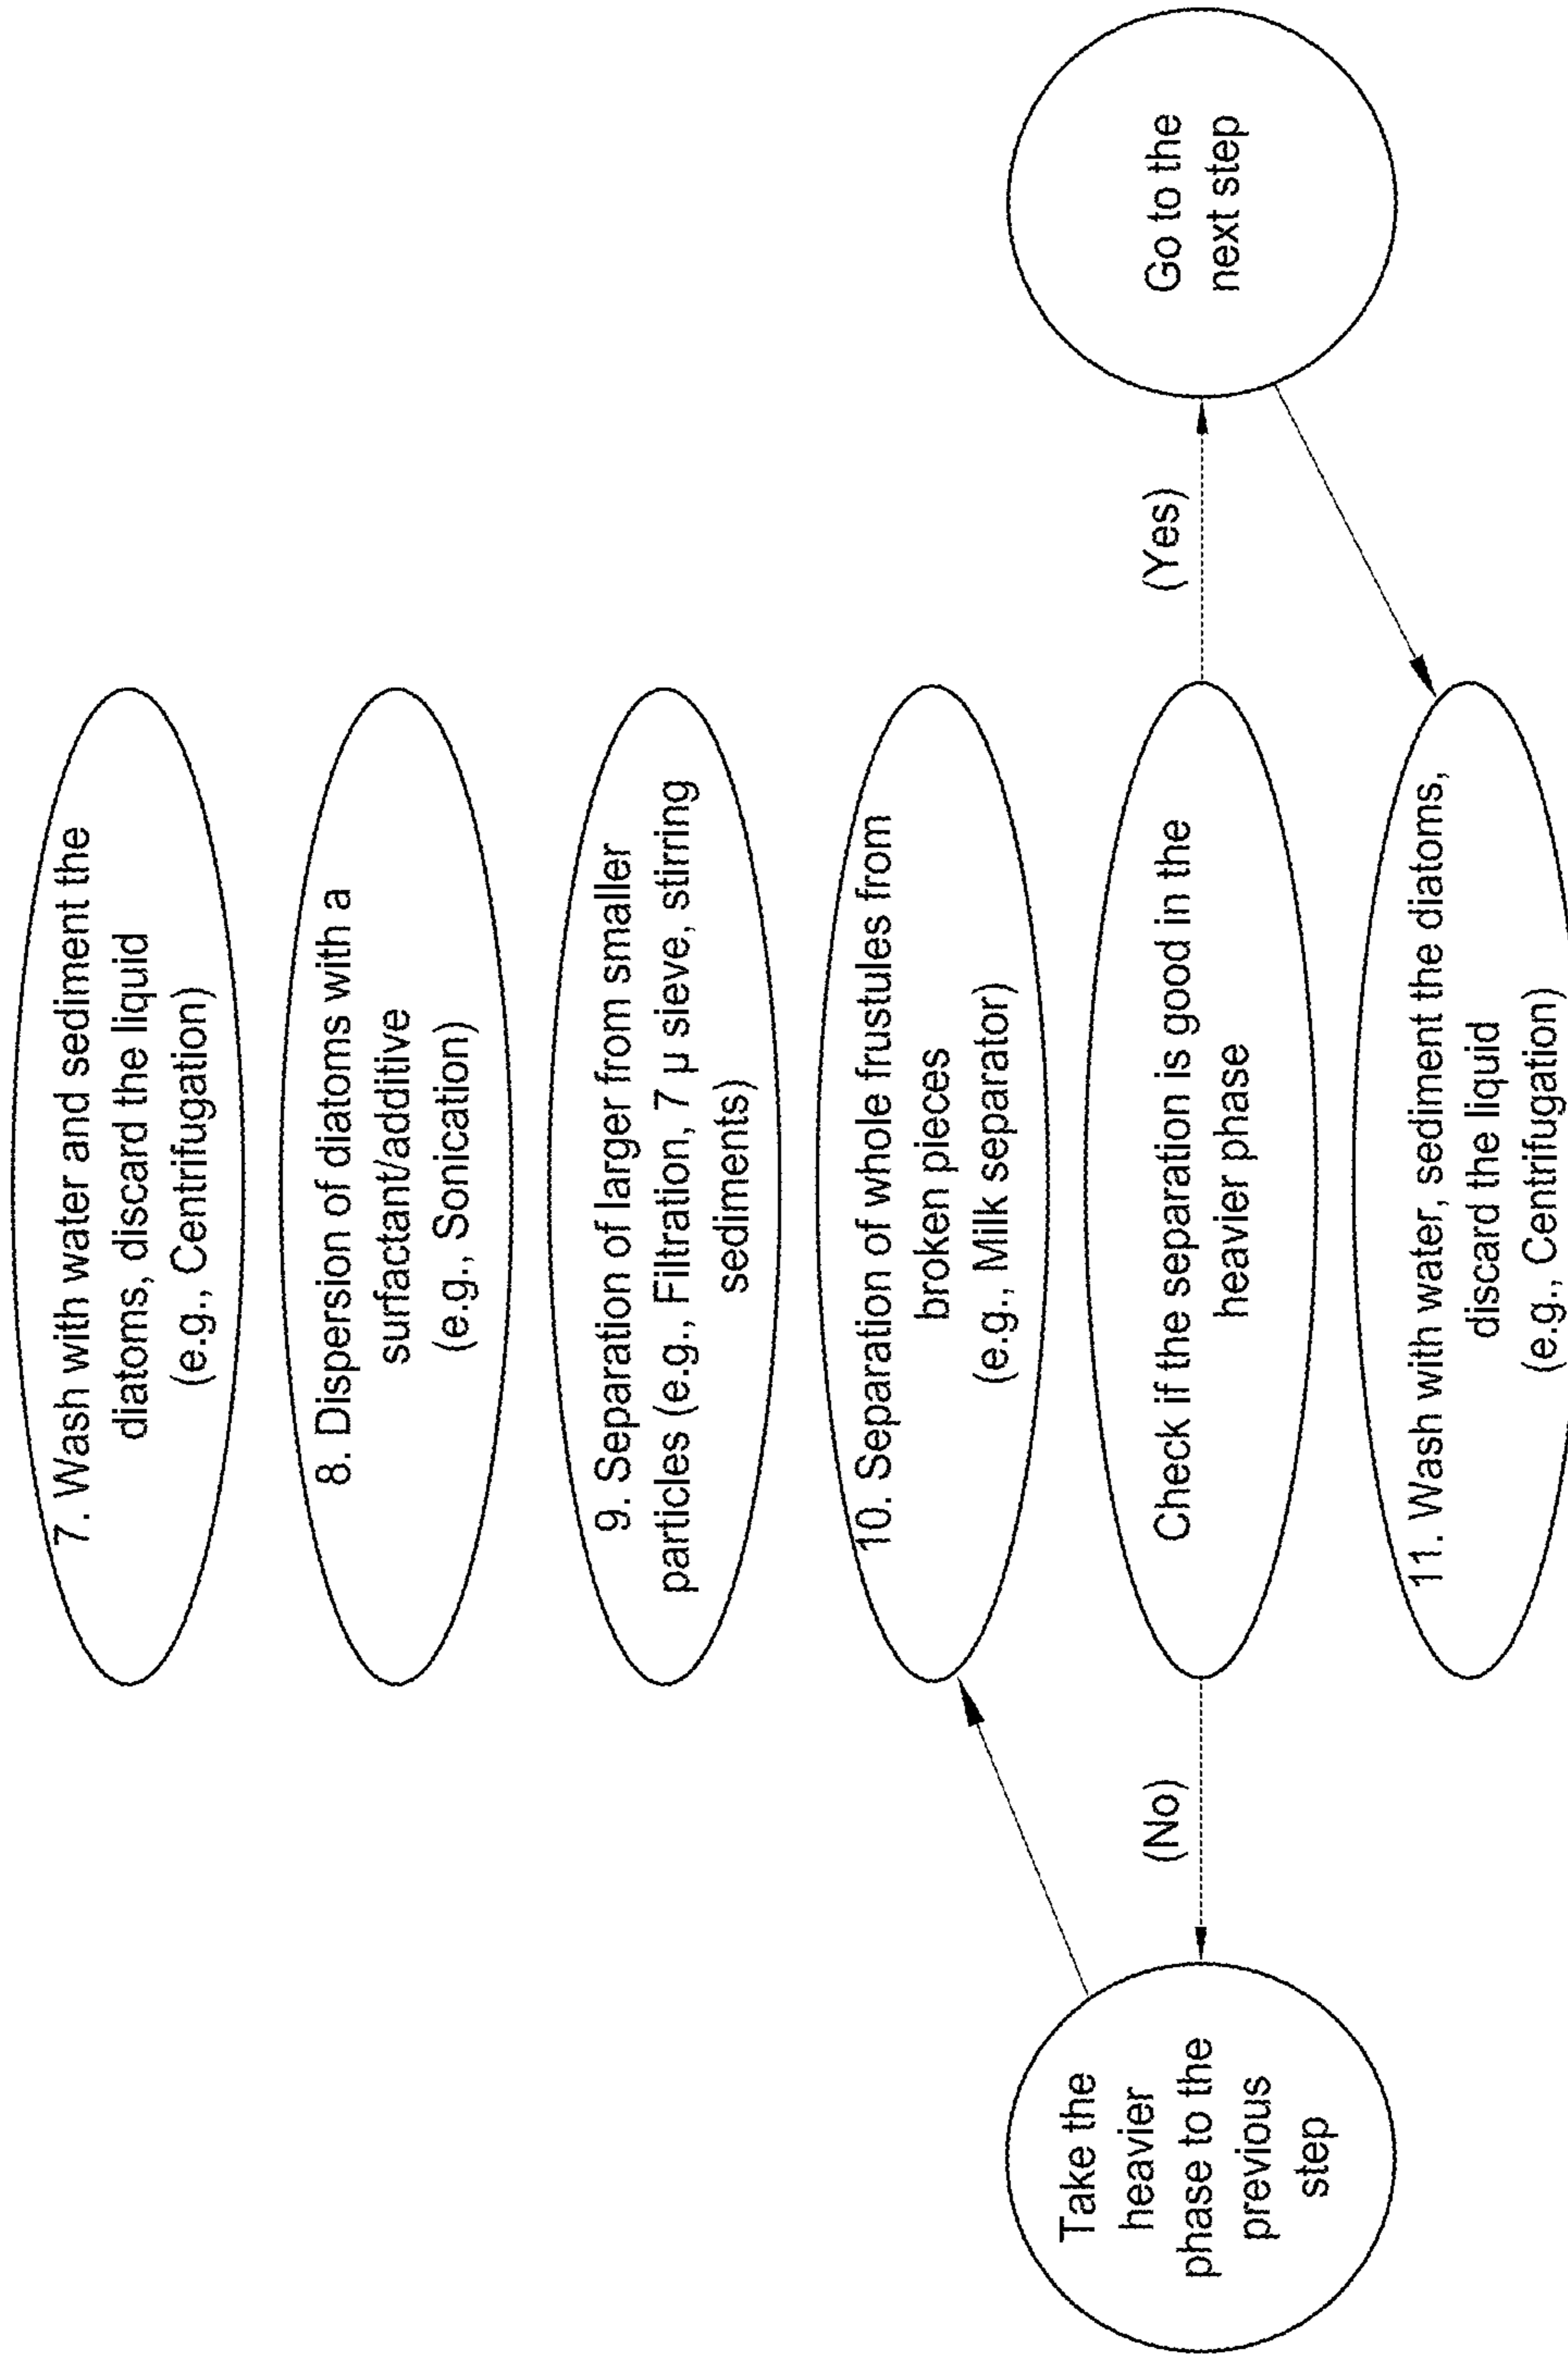 7. Wash with water and sediment the
diatoms, discard the liquid
(e.g., Centrifugation)
8. Dispersion of diatoms with a
surfactant/additive
(e.g., Sonication)
9. Separation of larger from smaller
particles (e.g., Filtration, 7 µ sieve, stirring
sediments)
10. Separation of whole frustules from
broken pieces
(e.g., Milk separator)
Take the
heavier
phase to the
previous
step
(No)
Check if the separation is good in the
heavier phase
(Yes)
Go to the
next step
11. Wash with water, sediment the diatoms,
discard the liquid
(e.g., Centrifugation)